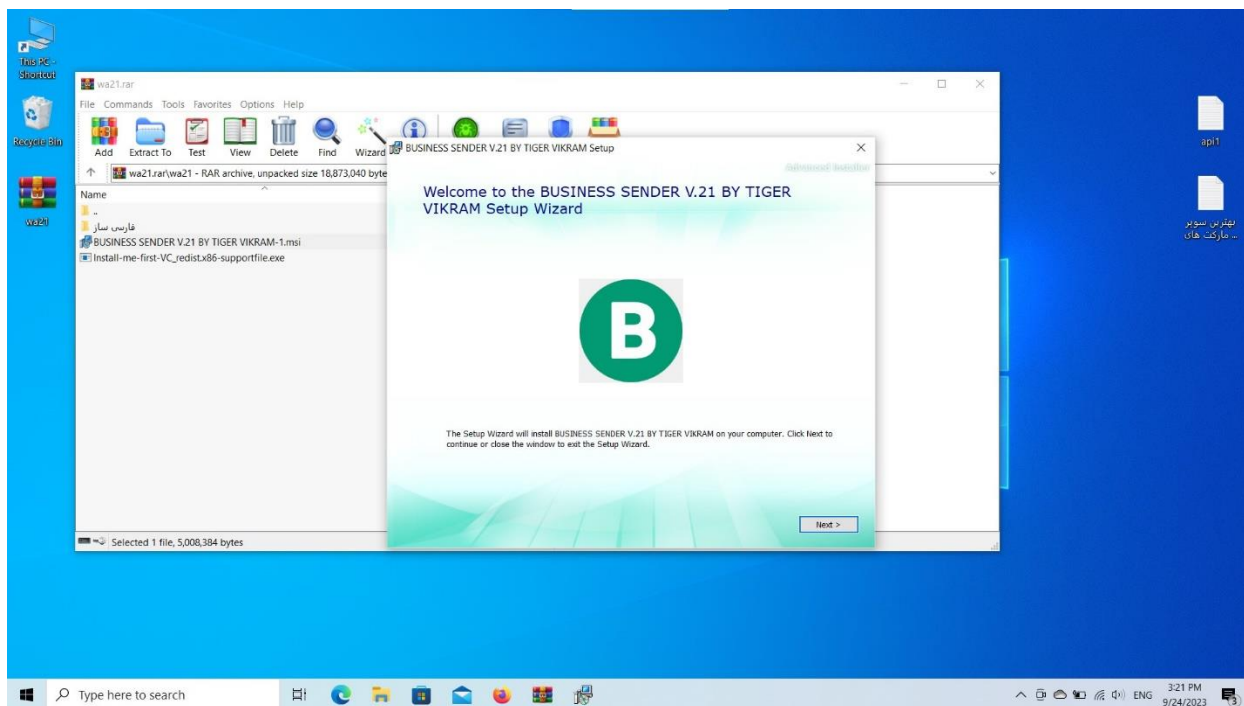 This PC -
Shortcut
Recycle Bin
wa21
wa21.rar
File Commands Tools Favorites Options Help
Add Extract To Test View Delete Find Wizard
wa21.rar\wa21 - RAR archive, unpacked size 18,873,040 byte
Name
..
فارسی ساز
BUSINESS SENDER V.21 BY TIGER VIKRAM-1.msi
Install-me-first-VC_redist.x86-supportfile.exe
Selected 1 file, 5,008,384 bytes
BUSINESS SENDER V.21 BY TIGER VIKRAM Setup
Advanced Installer
Welcome to the BUSINESS SENDER V.21 BY TIGER
VIKRAM Setup Wizard
B
The Setup Wizard will install BUSINESS SENDER V.21 BY TIGER VIKRAM on your computer. Click Next to
continue or close the window to exit the Setup Wizard.
Next >
api1
بهترین سوپر
مارکت های ...
Type here to search
ENG
3:21 PM
9/24/2023
3